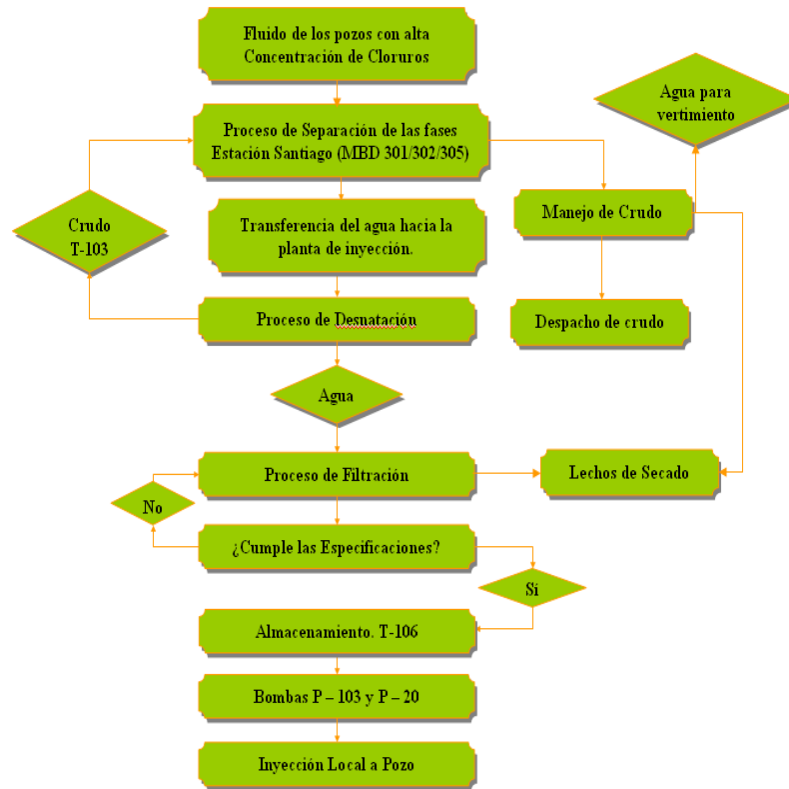 Fluido de los pozos con alta
Concentración de Cloruros
Agua para
vertimiento
Proceso de Separación de las fases
Estación Santiago (MBD 301/302/305)
Manejo de Crudo
Crudo
T-103
Transferencia del agua hacia la
planta de inyección.
Proceso de Desnatación
Despacho de crudo
Agua
Proceso de Filtración
Lechos de Secado
No
¿Cumple las Especificaciones?
Si
Almacenamiento. T-106
Bombas P – 103 y P – 20
Inyección Local a Pozo